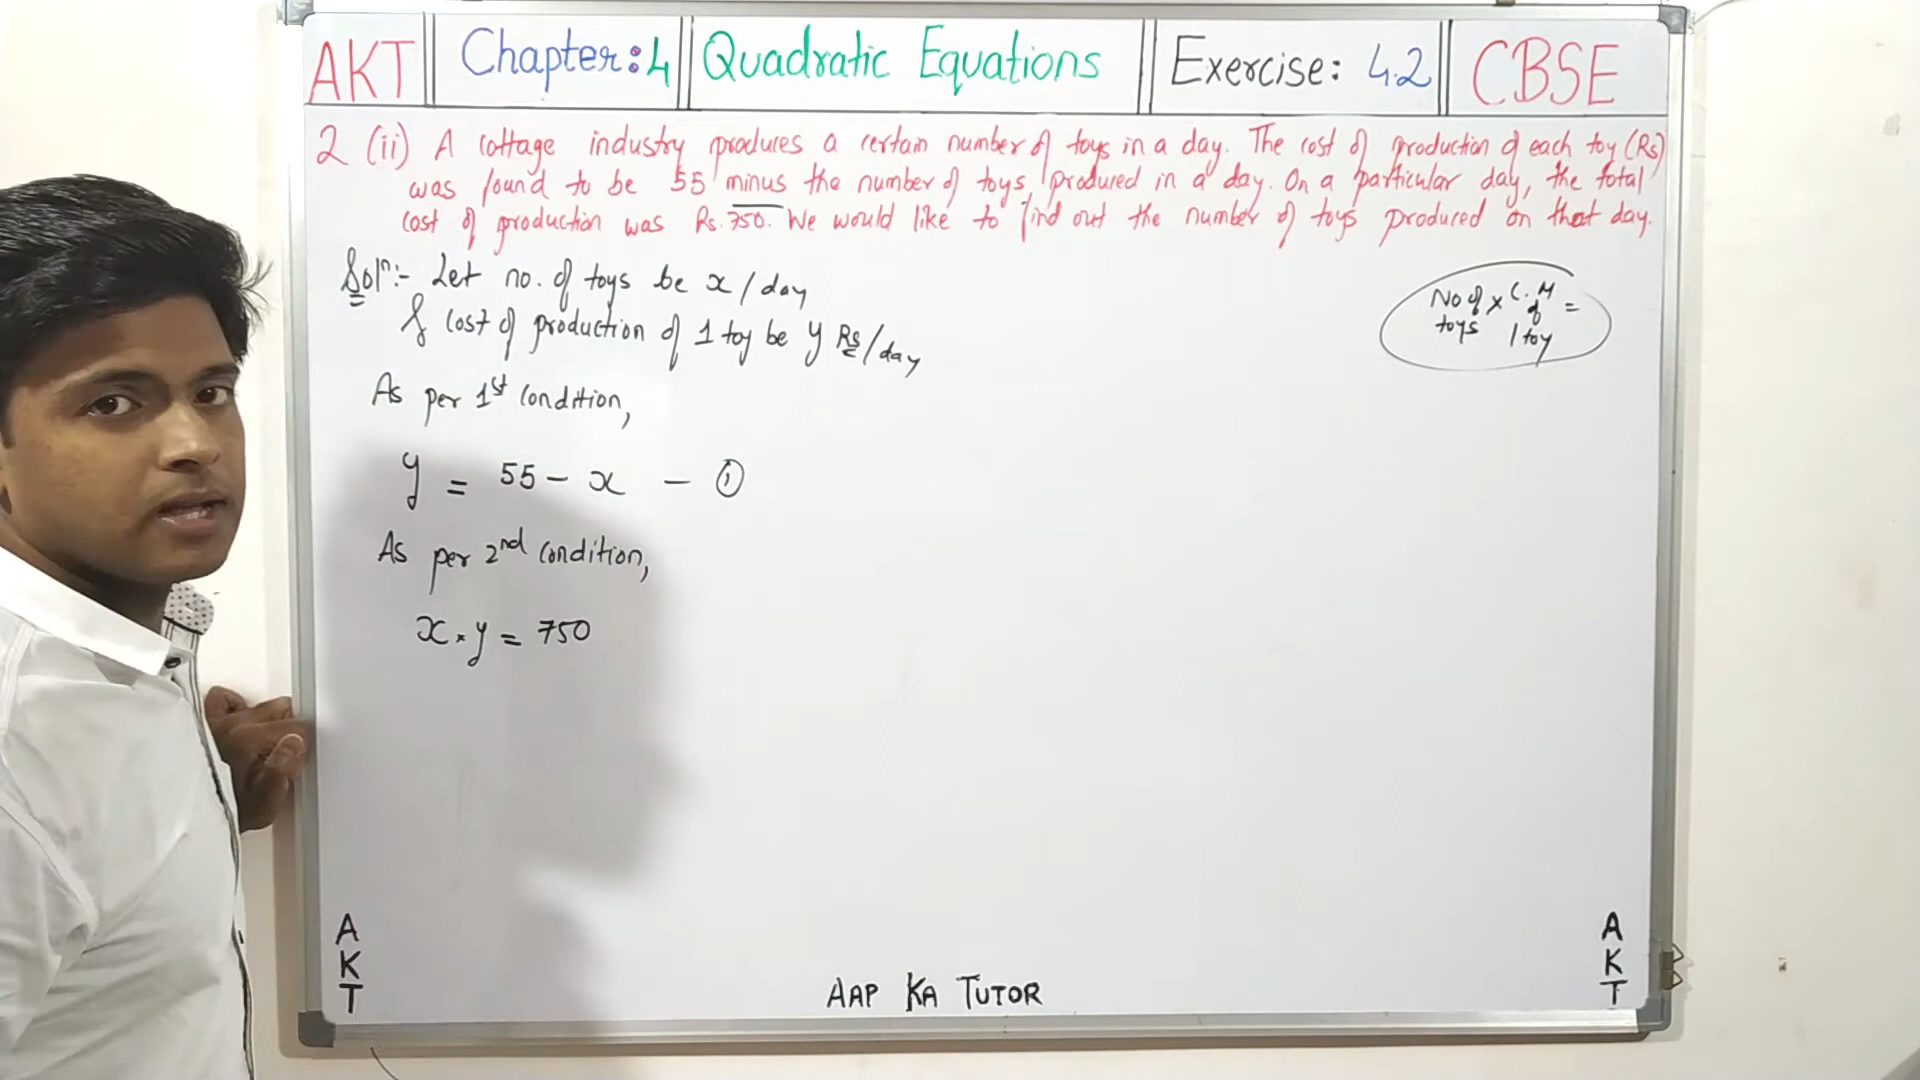 AKT Chapter:4 Quadratic Equations Exercise: 4.2 CBSE
2 (ii) A cottage industry produces a certain number of toys in a day. The cost of production of each toy (Rs)
was found to be 55 minus the number of toys produced in a day. On a particular day, the total
cost of production was Rs. 750. We would like to find out the number of toys produced on that day.
Solⁿ:- Let no. of toys be x/day
& cost of production of 1 toy be y Rs/day
No of toys × C. M of 1 toy =
As per 1st condition,
y = 55 - x - ①
As per 2nd condition,
x × y = 750
AKT
AAP KA TUTOR
AKT